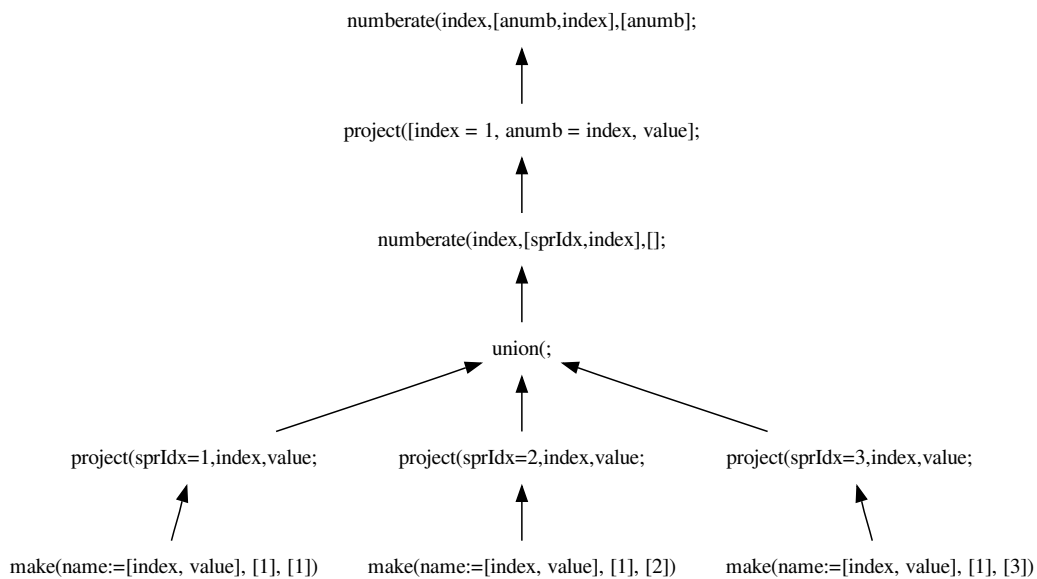 numberate(index,[anumb,index],[anumb];
project([index = 1, anumb = index, value];
numberate(index,[sprIdx,index],[];
union(;
project(sprIdx=1,index,value;
project(sprIdx=2,index,value;
project(sprIdx=3,index,value;
make(name:=[index, value], [1], [1])
make(name:=[index, value], [1], [2])
make(name:=[index, value], [1], [3])